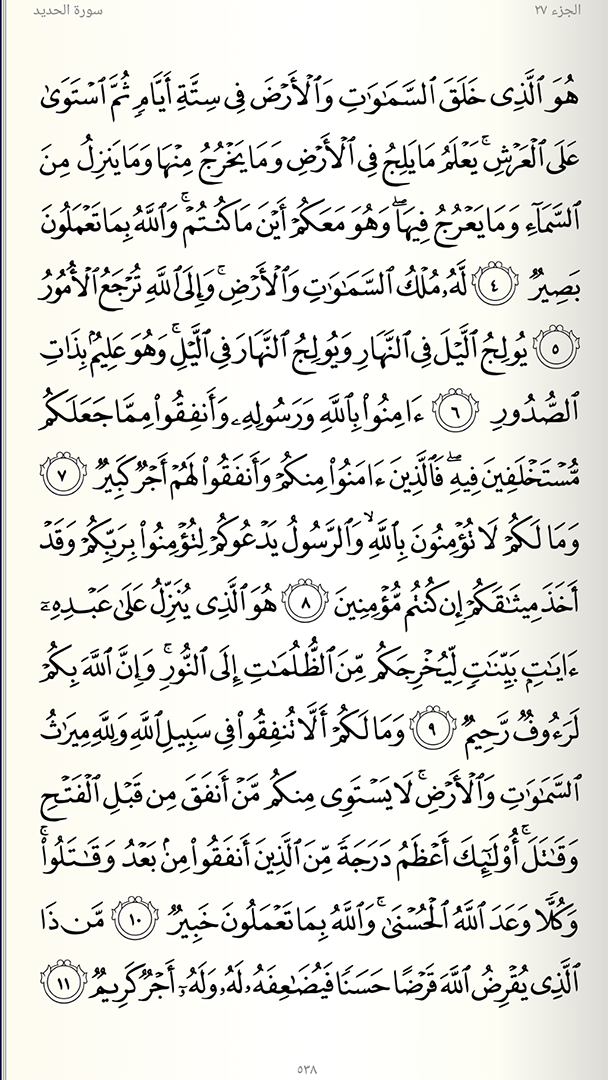 الجزء ٢٧
سورة الحديد
هُوَ ٱلَّذِى خَلَقَ ٱلسَّمَٰوَٰتِ وَٱلْأَرْضَ فِى سِتَّةِ أَيَّامٍ ثُمَّ ٱسْتَوَىٰ
عَلَى ٱلْعَرْشِ ۚ يَعْلَمُ مَا يَلِجُ فِى ٱلْأَرْضِ وَمَا يَخْرُجُ مِنْهَا وَمَا يَنزِلُ مِنَ
ٱلسَّمَآءِ وَمَا يَعْرُجُ فِيهَا ۖ وَهُوَ مَعَكُمْ أَيْنَ مَا كُنتُمْ ۚ وَٱللَّهُ بِمَا تَعْمَلُونَ
بَصِيرٌ ٤ لَّهُۥ مُلْكُ ٱلسَّمَٰوَٰتِ وَٱلْأَرْضِ ۚ وَإِلَى ٱللَّهِ تُرْجَعُ ٱلْأُمُورُ
٥ يُولِجُ ٱلَّيْلَ فِى ٱلنَّهَارِ وَيُولِجُ ٱلنَّهَارَ فِى ٱلَّيْلِ ۚ وَهُوَ عَلِيمٌۢ بِذَاتِ
ٱلصُّدُورِ ٦ ءَامِنُوا۟ بِٱللَّهِ وَرَسُولِهِۦ وَأَنفِقُوا۟ مِمَّا جَعَلَكُم
مُّسْتَخْلَفِينَ فِيهِ ۖ فَٱلَّذِينَ ءَامَنُوا۟ مِنكُمْ وَأَنفَقُوا۟ لَهُمْ أَجْرٌ كَبِيرٌ ٧
وَمَا لَكُمْ لَا تُؤْمِنُونَ بِٱللَّهِ ۙ وَٱلرَّسُولُ يَدْعُوكُمْ لِتُؤْمِنُوا۟ بِرَبِّكُمْ وَقَدْ
أَخَذَ مِيثَٰقَكُمْ إِن كُنتُم مُّؤْمِنِينَ ٨ هُوَ ٱلَّذِى يُنَزِّلُ عَلَىٰ عَبْدِهِۦٓ
ءَايَٰتٍۭ بَيِّنَٰتٍ لِّيُخْرِجَكُم مِّنَ ٱلظُّلُمَٰتِ إِلَى ٱلنُّورِ ۚ وَإِنَّ ٱللَّهَ بِكُمْ
لَرَءُوفٌ رَّحِيمٌ ٩ وَمَا لَكُمْ أَلَّا تُنفِقُوا۟ فِى سَبِيلِ ٱللَّهِ وَلِلَّهِ مِيرَٰثُ
ٱلسَّمَٰوَٰتِ وَٱلْأَرْضِ ۚ لَا يَسْتَوِى مِنكُم مَّنْ أَنفَقَ مِن قَبْلِ ٱلْفَتْحِ
وَقَٰتَلَ ۚ أُو۟لَٰٓئِكَ أَعْظَمُ دَرَجَةً مِّنَ ٱلَّذِينَ أَنفَقُوا۟ مِنۢ بَعْدُ وَقَٰتَلُوا۟ ۚ
وَكُلًّا وَعَدَ ٱللَّهُ ٱلْحُسْنَىٰ ۚ وَٱللَّهُ بِمَا تَعْمَلُونَ خَبِيرٌ ١٠ مَّن ذَا
ٱلَّذِى يُقْرِضُ ٱللَّهَ قَرْضًا حَسَنًا فَيُضَٰعِفَهُۥ لَهُۥ وَلَهُۥٓ أَجْرٌ كَرِيمٌ ١١
٥٣٨